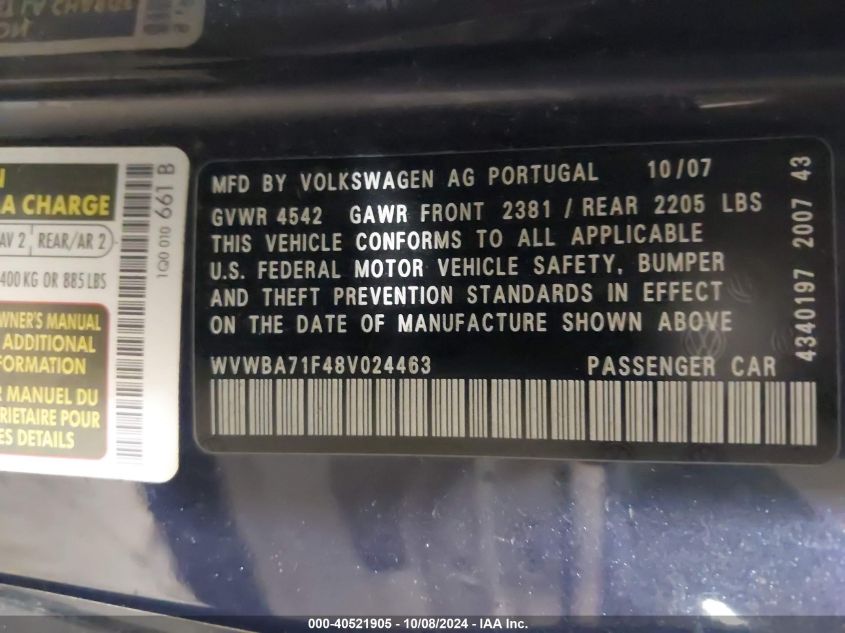 N
LA CHARGE
AV 2 REAR/AR 2
400 KG OR 885 LBS
OWNER'S MANUAL
ADDITIONAL
FORMATION
R MANUEL DU
PRIETAIRE POUR
ES DETAILS
1Q0 010 661 B
MFD BY VOLKSWAGEN AG PORTUGAL 10/07
GVWR 4542 GAWR FRONT 2381 / REAR 2205 LBS
THIS VEHICLE CONFORMS TO ALL APPLICABLE
U.S. FEDERAL MOTOR VEHICLE SAFETY, BUMPER
AND THEFT PREVENTION STANDARDS IN EFFECT
ON THE DATE OF MANUFACTURE SHOWN ABOVE
WVWBA71F48V024463 PASSENGER CAR
4340197 2007 43
000-40521905 - 10/08/2024 - IAA Inc.